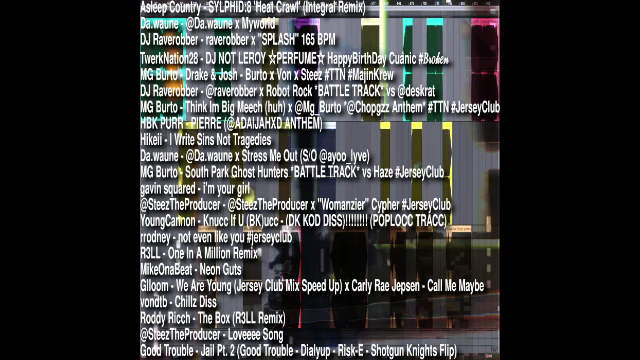 Asleep Country - SYLPHID:8 'Heat Crawl' (Integral Remix)
Da.waune - @Da.waune x Myworld
DJ Raverobber - raverobber x "SPLASH" 165 BPM
TwerkNation28 - DJ NOT LEROY ☆PERFUME☆ HappyBirthDay Cuanic #𝓑𝓻𝓸𝓴𝓮𝓷
MG Burto - Drake & Josh - Burto x Von x Steez #TTN #MajinKrew
DJ Raverobber - @raverobber x Robot Rock *BATTLE TRACK* vs @deskrat
MG Burto - Think Im Big Meech (huh) x @Mg_Burto *@Chopgzz Anthem* #TTN #JerseyClub
HBK PURR - PIERRE (@ADAIJAHXD ANTHEM)
Hikeii - I Write Sins Not Tragedies
Da.waune - @Da.waune x Stress Me Out (S/O @ayoo_lyve)
MG Burto - South Park Ghost Hunters *BATTLE TRACK* vs Haze #JerseyClub
gavin squared - i'm your girl
@SteezTheProducer - @SteezTheProducer x "Womanzier" Cypher #JerseyClub
YoungCannon - Knucc If U (BK)ucc - (DK KOD DISS)!!!!!!!! (POPLOCC TRACC)
rrodney - not even like you #jerseyclub
R3LL - One In A Million Remix*
MikeOnaBeat - Neon Guts
Glloom - We Are Young (Jersey Club Mix Speed Up) x Carly Rae Jepsen - Call Me Maybe
vondtb - Chillz Diss
Roddy Ricch - The Box (R3LL Remix)
@SteezTheProducer - Loveeee Song
Good Trouble - Jail Pt. 2 (Good Trouble - Dialyup - Risk-E - Shotgun Knights Flip)